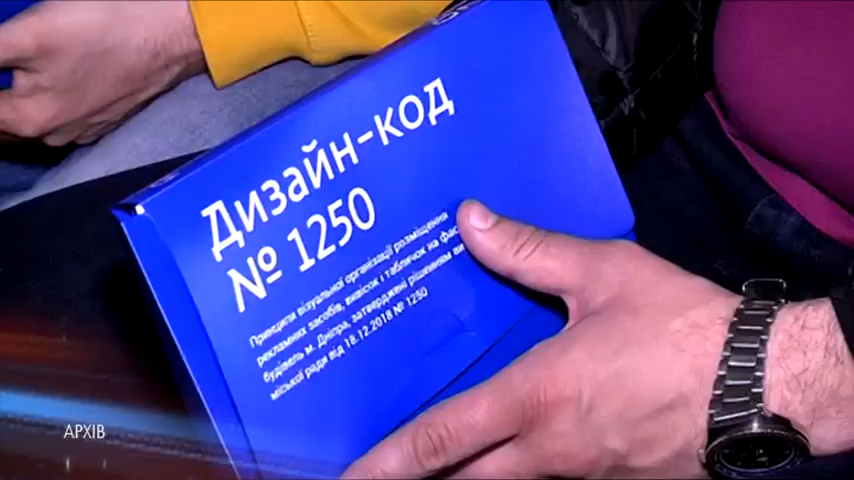 Дизайн-код
№ 1250
Принципи візуальної організації розміщення
рекламних засобів, вивісок і табличок на
будівель м. Дніпра, затверджені рішенням
міської ради від 18.12.2018 № 1250
АРХІВ